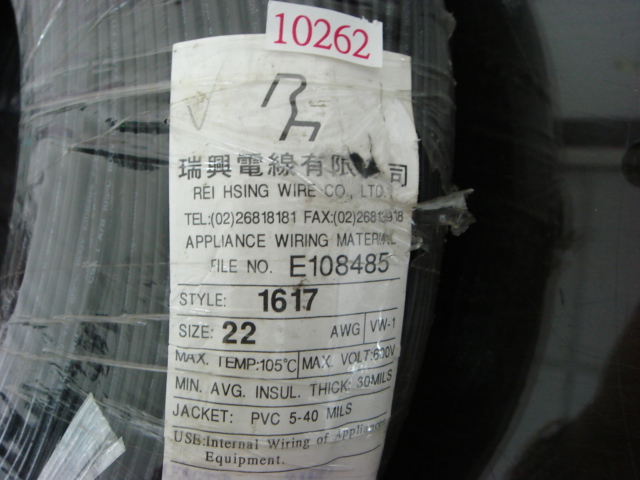 10262
瑞興電線有限公司
REI HSING WIRE CO., LTD.
TEL:(02)26818181 FAX:(02)26818918
APPLIANCE WIRING MATERIAL
FILE NO. E108485
STYLE: 1617
SIZE: 22 AWG VW-1
MAX. TEMP:105°C MAX. VOLT:600V
MIN. AVG. INSUL. THICK: 30MILS
JACKET: PVC 5-40 MILS
USE:Internal Wiring of Appliance
Equipment.